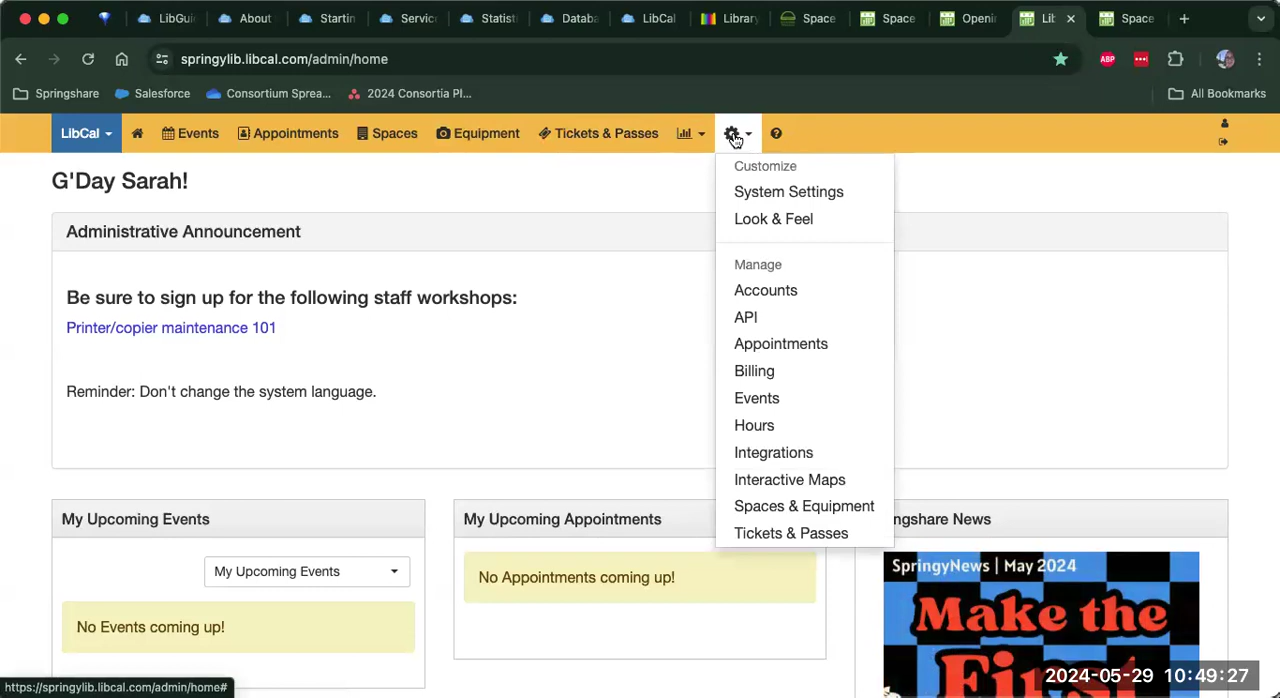 LibGui
About
Startin
Servic
Statist
Databa
LibCal
Library
Space
Space
Openi
Lib
Space
springylib.libcal.com/admin/home
ABP
Springshare
Salesforce
Consortium Sprea...
2024 Consortia Pl...
All Bookmarks
LibCal
Events
Appointments
Spaces
Equipment
Tickets & Passes
G'Day Sarah!
Customize
System Settings
Look & Feel
Manage
Accounts
API
Appointments
Billing
Events
Hours
Integrations
Interactive Maps
Spaces & Equipment
Tickets & Passes
Administrative Announcement
Be sure to sign up for the following staff workshops:
Printer/copier maintenance 101
Reminder: Don't change the system language.
My Upcoming Events
My Upcoming Events
No Events coming up!
My Upcoming Appointments
No Appointments coming up!
ngshare News
SpringyNews | May 2024
Make the
First
2024-05-29 10:49:27
https://springylib.libcal.com/admin/home#